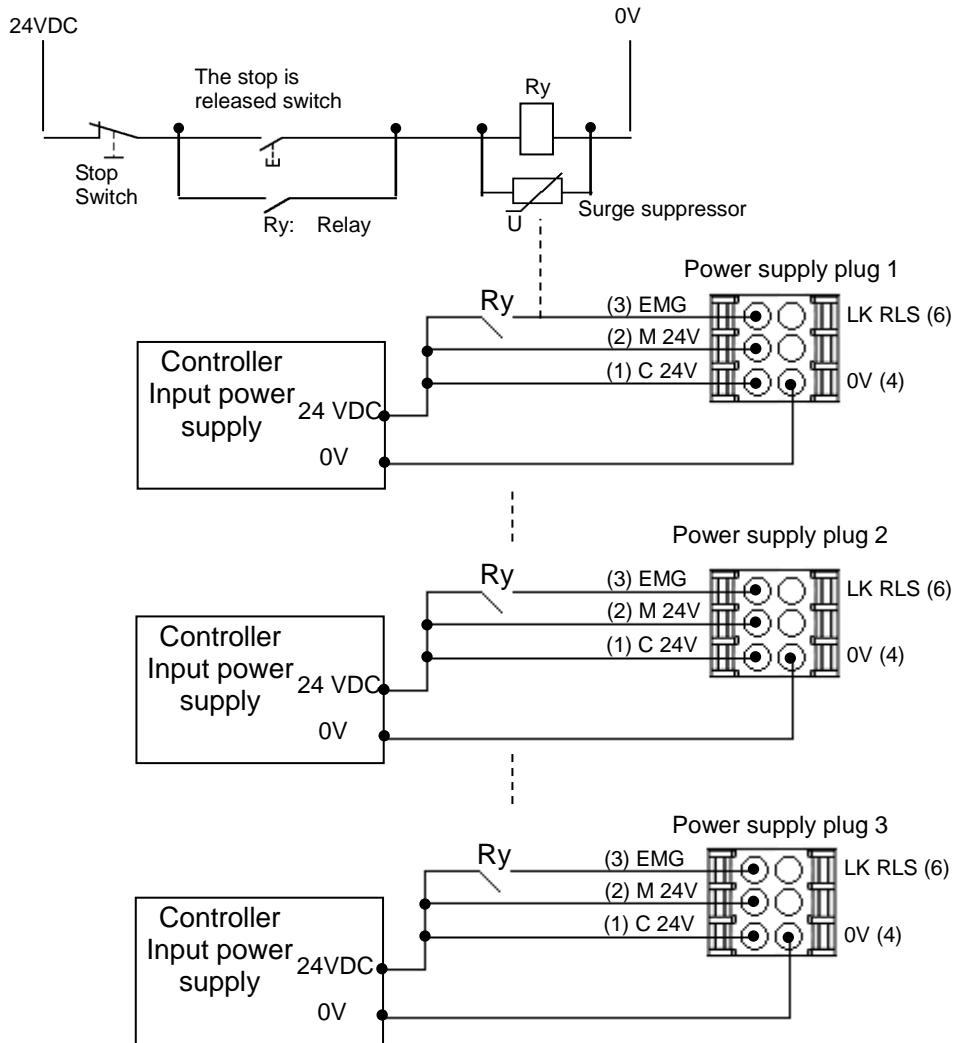 24VDC
0V
The stop is
released switch
Ry
Stop
Switch
Ry: Relay
U
Surge suppressor
Power supply plug 1
Ry
(3) EMG
LK RLS (6)
(2) M 24V
(1) C 24V
0V (4)
Controller
Input power
supply
24 VDC
0V
Power supply plug 2
Ry
(3) EMG
LK RLS (6)
(2) M 24V
(1) C 24V
0V (4)
Controller
Input power
supply
24 VDC
0V
Power supply plug 3
Ry
(3) EMG
LK RLS (6)
(2) M 24V
(1) C 24V
0V (4)
Controller
Input power
supply
24VDC
0V